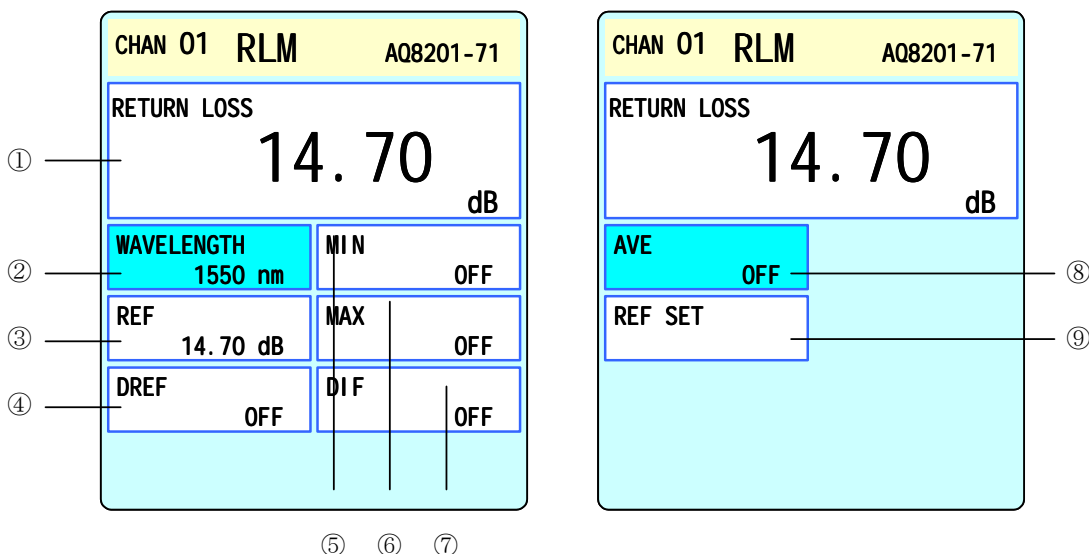 CHAN 01 RLM AQ8201-71
RETURN LOSS
14.70
dB
WAVELENGTH
1550 nm
MIN
OFF
REF
14.70 dB
MAX
OFF
DREF
OFF
DIF
OFF
①
②
③
④
⑤ ⑥ ⑦
CHAN 01 RLM AQ8201-71
RETURN LOSS
14.70
dB
AVE
OFF
REF SET
⑧
⑨